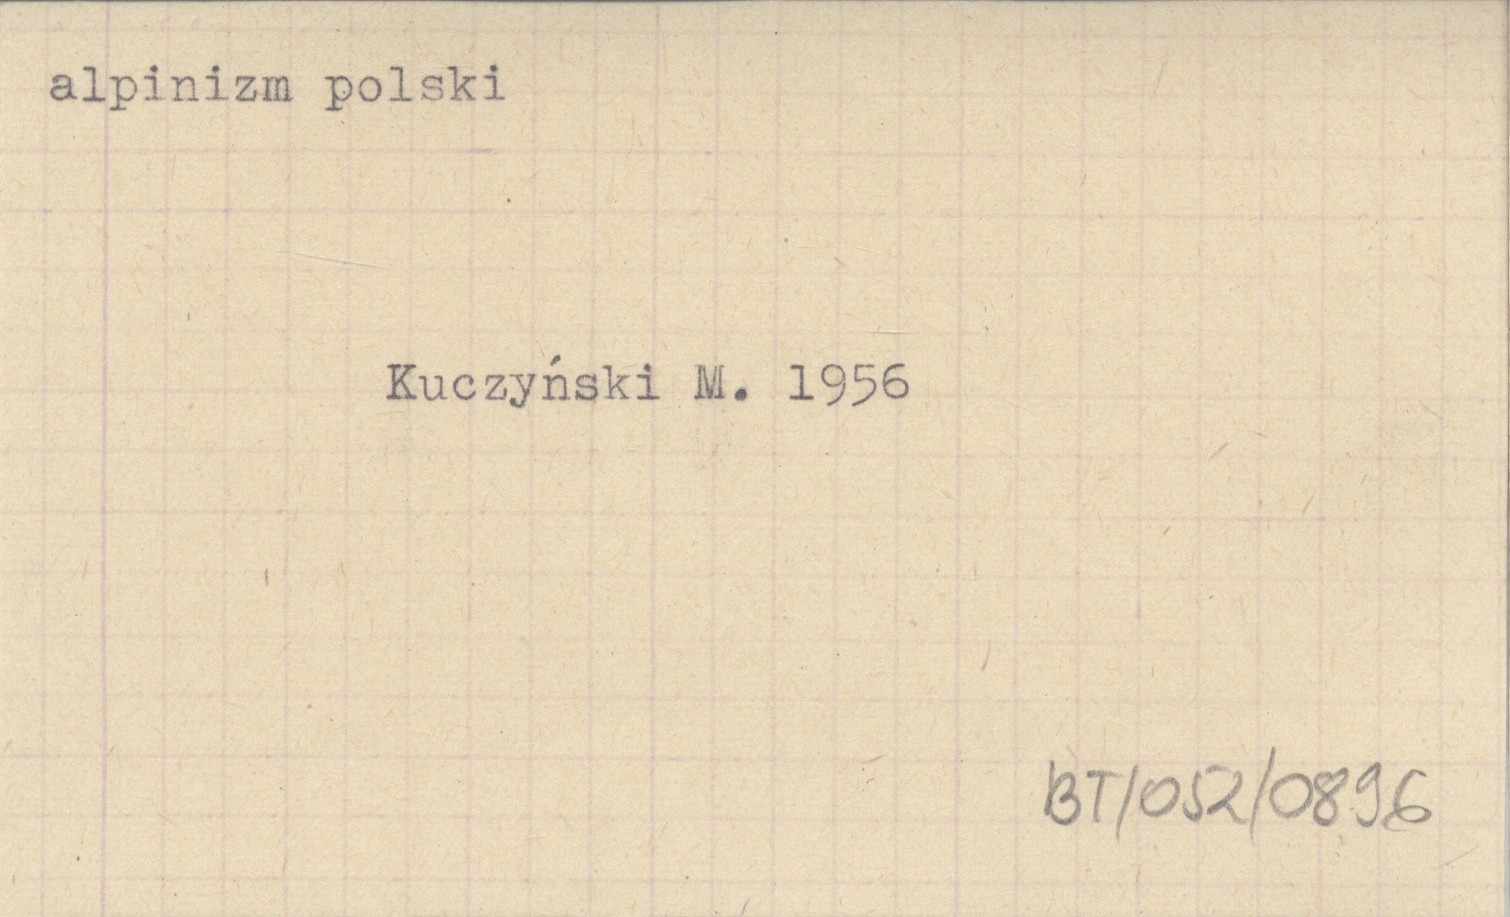 alpinizm polski
Kuczyński M. 1956
BT/052/0896